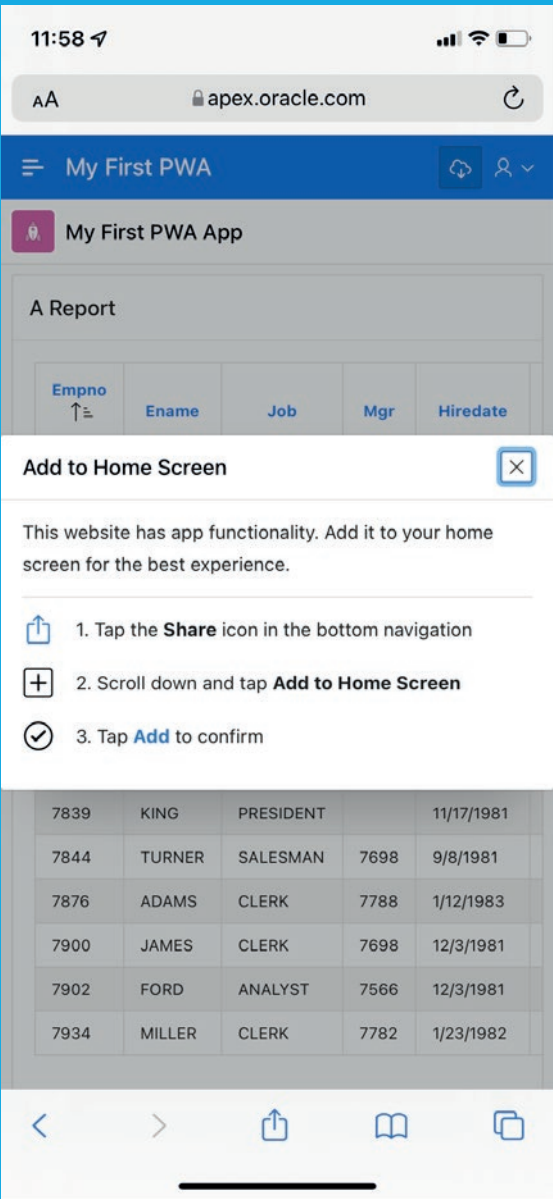 11:58
AA apex.oracle.com
My First PWA
My First PWA App
A Report
Empno Ename Job Mgr Hiredate
Add to Home Screen
This website has app functionality. Add it to your home
screen for the best experience.
1. Tap the Share icon in the bottom navigation
2. Scroll down and tap Add to Home Screen
3. Tap Add to confirm
7839 KING PRESIDENT 11/17/1981
7844 TURNER SALESMAN 7698 9/8/1981
7876 ADAMS CLERK 7788 1/12/1983
7900 JAMES CLERK 7698 12/3/1981
7902 FORD ANALYST 7566 12/3/1981
7934 MILLER CLERK 7782 1/23/1982